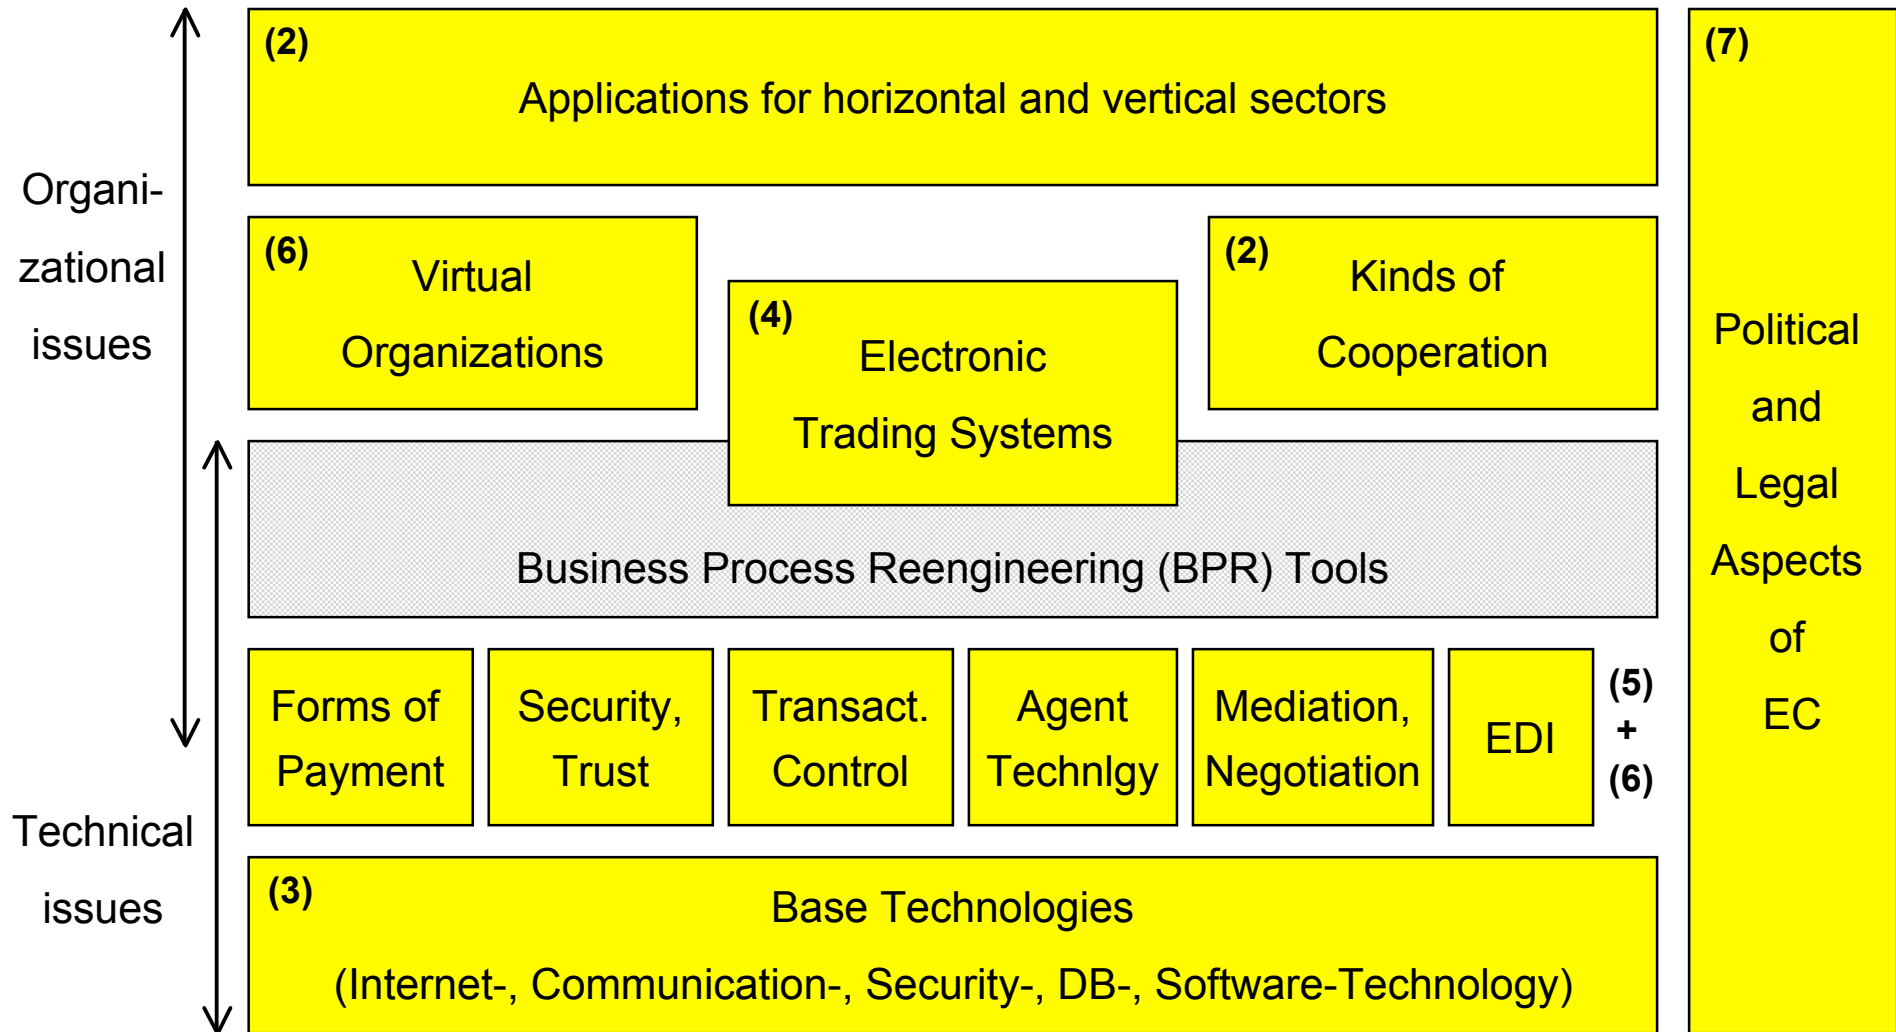 (2)
Applications for horizontal and vertical sectors
(7)
Organi-
zational
issues
(6)
Virtual
Organizations
(4)
Electronic
Trading Systems
(2)
Kinds of
Cooperation
Political
and
Legal
Aspects
of
EC
Business Process Reengineering (BPR) Tools
Forms of
Payment
Security,
Trust
Transact.
Control
Agent
Technlgy
Mediation,
Negotiation
EDI
(5)
+
(6)
Technical
issues
(3)
Base Technologies
(Internet-, Communication-, Security-, DB-, Software-Technology)